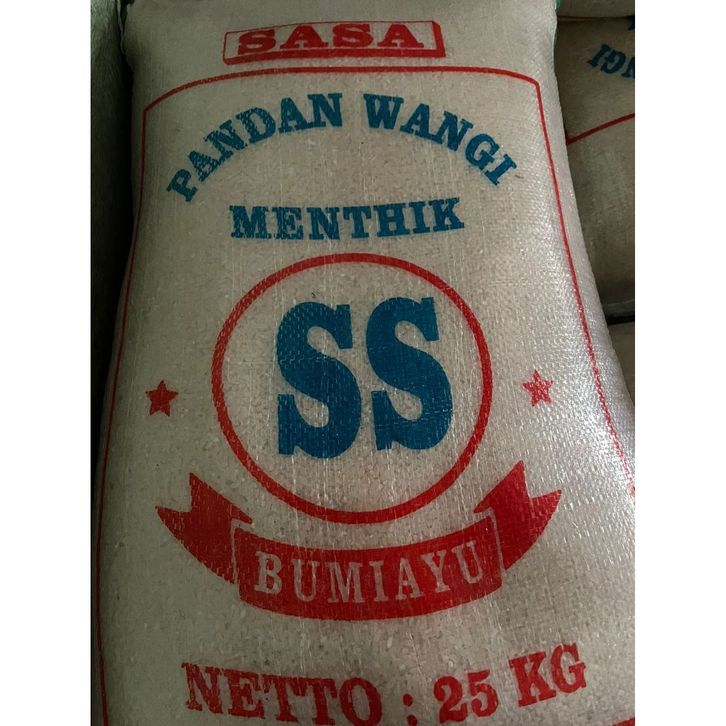 SASA
PANDAN WANGI
MENTHIK
SS
BUMIAYU
NETTO : 25 KG